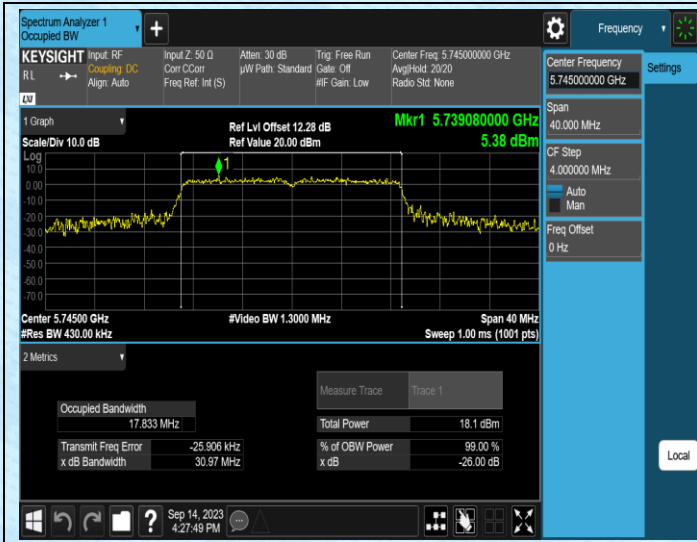 Spectrum Analyzer 1
Occupied BW
Frequency
KEYSIGHT
R L
LXI
Input: RF
Coupling: DC
Align: Auto
Input Z: 50 Ω
Corr CCorr
Freq Ref: Int (S)
Atten: 30 dB
µW Path: Standard
Trig: Free Run
Gate: Off
#IF Gain: Low
Center Freq: 5.745000000 GHz
Avg|Hold: 20/20
Radio Std: None
Center Frequency
5.745000000 GHz
Settings
Span
40.000 MHz
CF Step
4.000000 MHz
Auto
Man
Freq Offset
0 Hz
Local
1 Graph
Scale/Div 10.0 dB
Ref Lvl Offset 12.28 dB
Ref Value 20.00 dBm
Mkr1 5.739080000 GHz
5.38 dBm
Log
10.0
0.00
-10.0
-20.0
-30.0
-40.0
-50.0
-60.0
-70.0
1
Center 5.74500 GHz
#Res BW 430.00 kHz
#Video BW 1.3000 MHz
Span 40 MHz
Sweep 1.00 ms (1001 pts)
2 Metrics
Measure Trace Trace 1
Occupied Bandwidth
17.833 MHz
Total Power 18.1 dBm
Transmit Freq Error -25.906 kHz
% of OBW Power 99.00 %
x dB Bandwidth 30.97 MHz
x dB -26.00 dB
Sep 14, 2023
4:27:49 PM